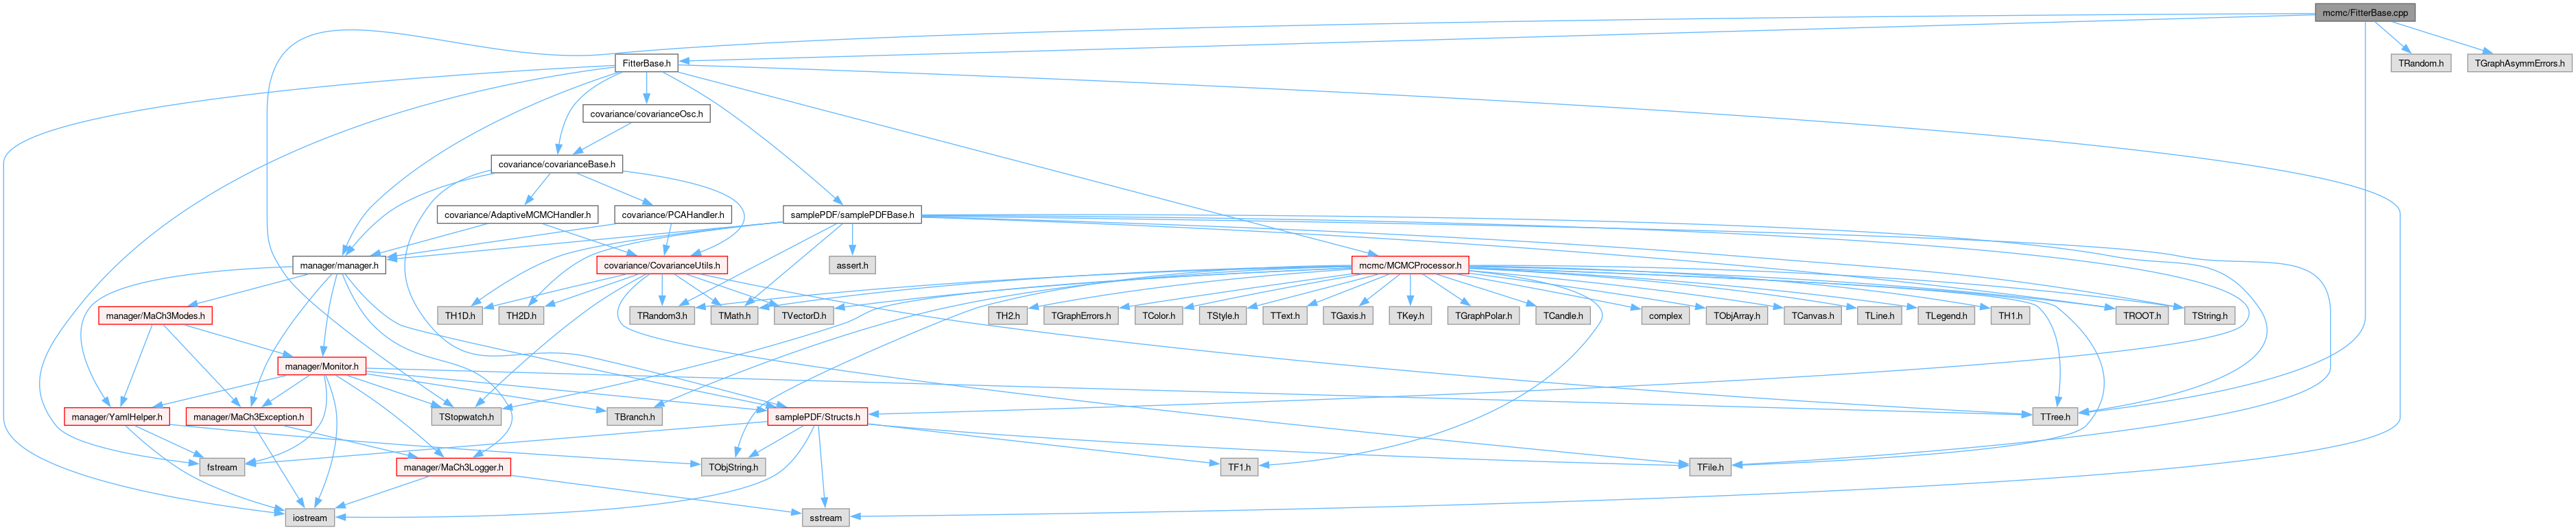 mcmc/FitterBase.cpp
FitterBase.h
TRandom.h
TGraphAsymmErrors.h
covariance/covarianceOsc.h
covariance/covarianceBase.h
covariance/AdaptiveMCMCHandler.h
covariance/PCAHandler.h
samplePDF/samplePDFBase.h
manager/manager.h
covariance/CovarianceUtils.h
assert.h
mcmc/MCMCProcessor.h
manager/MaCh3Modes.h
TH1D.h
TH2D.h
TRandom3.h
TMath.h
TVectorD.h
TH2.h
TGraphErrors.h
TColor.h
TStyle.h
TText.h
TGaxis.h
TKey.h
TGraphPolar.h
TCandle.h
complex
TObjArray.h
TCanvas.h
TLine.h
TLegend.h
TH1.h
TROOT.h
TString.h
manager/Monitor.h
manager/YamlHelper.h
manager/MaCh3Exception.h
TStopwatch.h
TBranch.h
samplePDF/Structs.h
TTree.h
fstream
manager/MaCh3Logger.h
TObjString.h
TF1.h
TFile.h
iostream
sstream